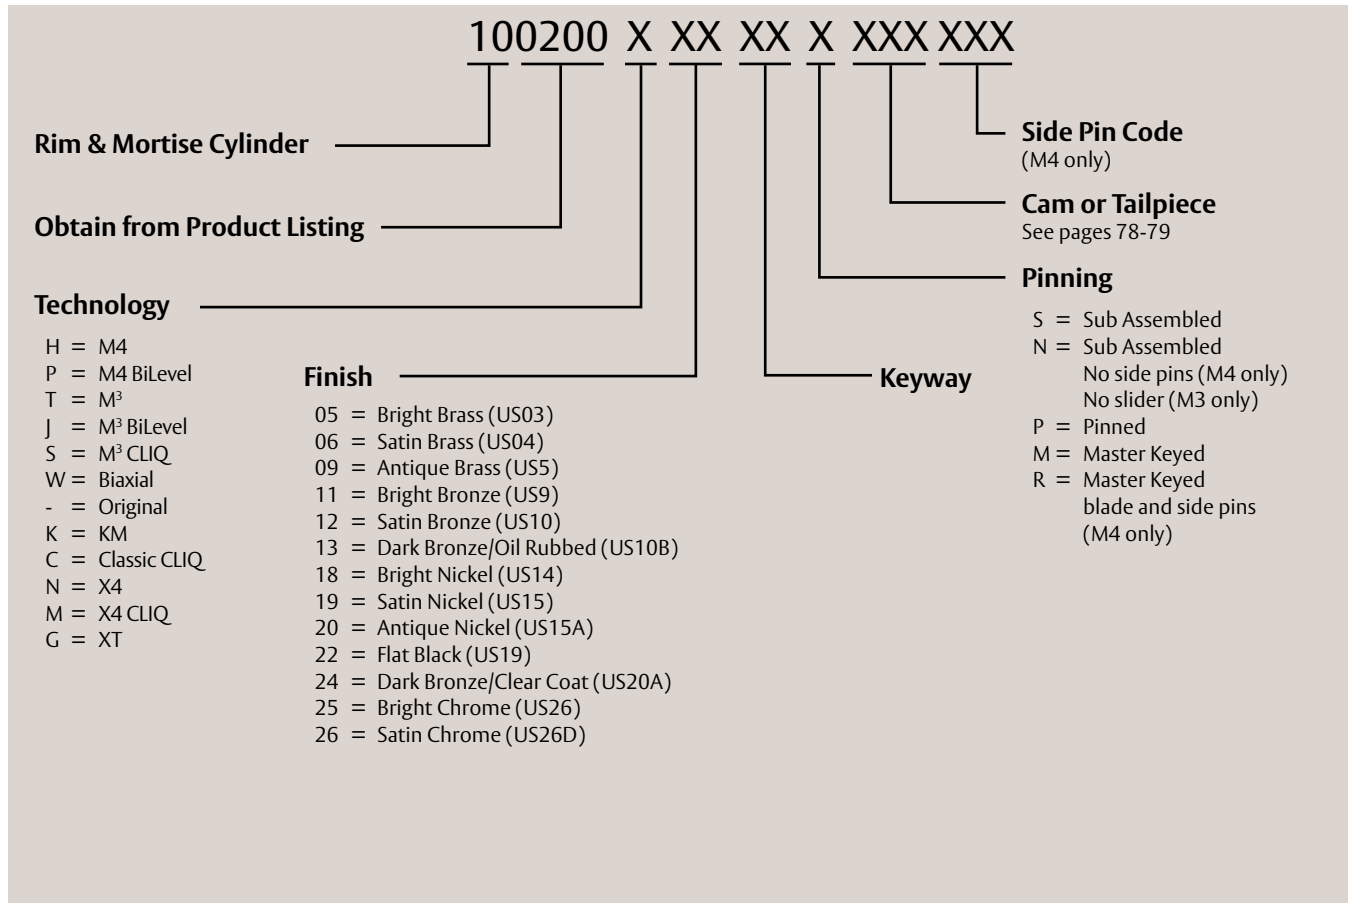 100200 X XX XX X XXX XXX
Rim & Mortise Cylinder
Obtain from Product Listing
Technology
H = M4
P = M4 BiLevel
T = M³
J = M³ BiLevel
S = M³ CLIQ
W = Biaxial
- = Original
K = KM
C = Classic CLIQ
N = X4
M = X4 CLIQ
G = XT
Finish
05 = Bright Brass (US03)
06 = Satin Brass (US04)
09 = Antique Brass (US5)
11 = Bright Bronze (US9)
12 = Satin Bronze (US10)
13 = Dark Bronze/Oil Rubbed (US10B)
18 = Bright Nickel (US14)
19 = Satin Nickel (US15)
20 = Antique Nickel (US15A)
22 = Flat Black (US19)
24 = Dark Bronze/Clear Coat (US20A)
25 = Bright Chrome (US26)
26 = Satin Chrome (US26D)
Keyway
Side Pin Code
(M4 only)
Cam or Tailpiece
See pages 78-79
Pinning
S = Sub Assembled
N = Sub Assembled
No side pins (M4 only)
No slider (M3 only)
P = Pinned
M = Master Keyed
R = Master Keyed
blade and side pins
(M4 only)